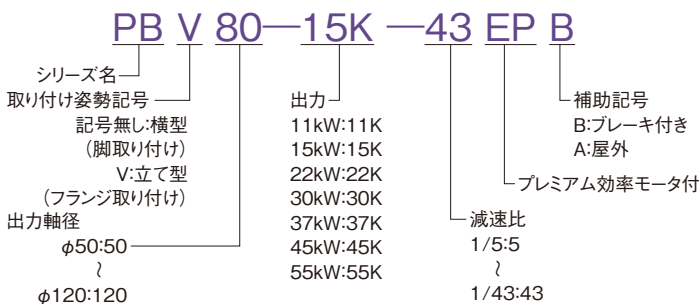 PB V 80—15K—43 EP B
シリーズ名
取り付け姿勢記号
記号無し:横型
(脚取り付け)
V:立て型
(フランジ取り付け)
出力軸径
φ50:50
〜
φ120:120
出力
11kW:11K
15kW:15K
22kW:22K
30kW:30K
37kW:37K
45kW:45K
55kW:55K
補助記号
B:ブレーキ付き
A:屋外
プレミアム効率モータ付
減速比
1/5:5
〜
1/43:43